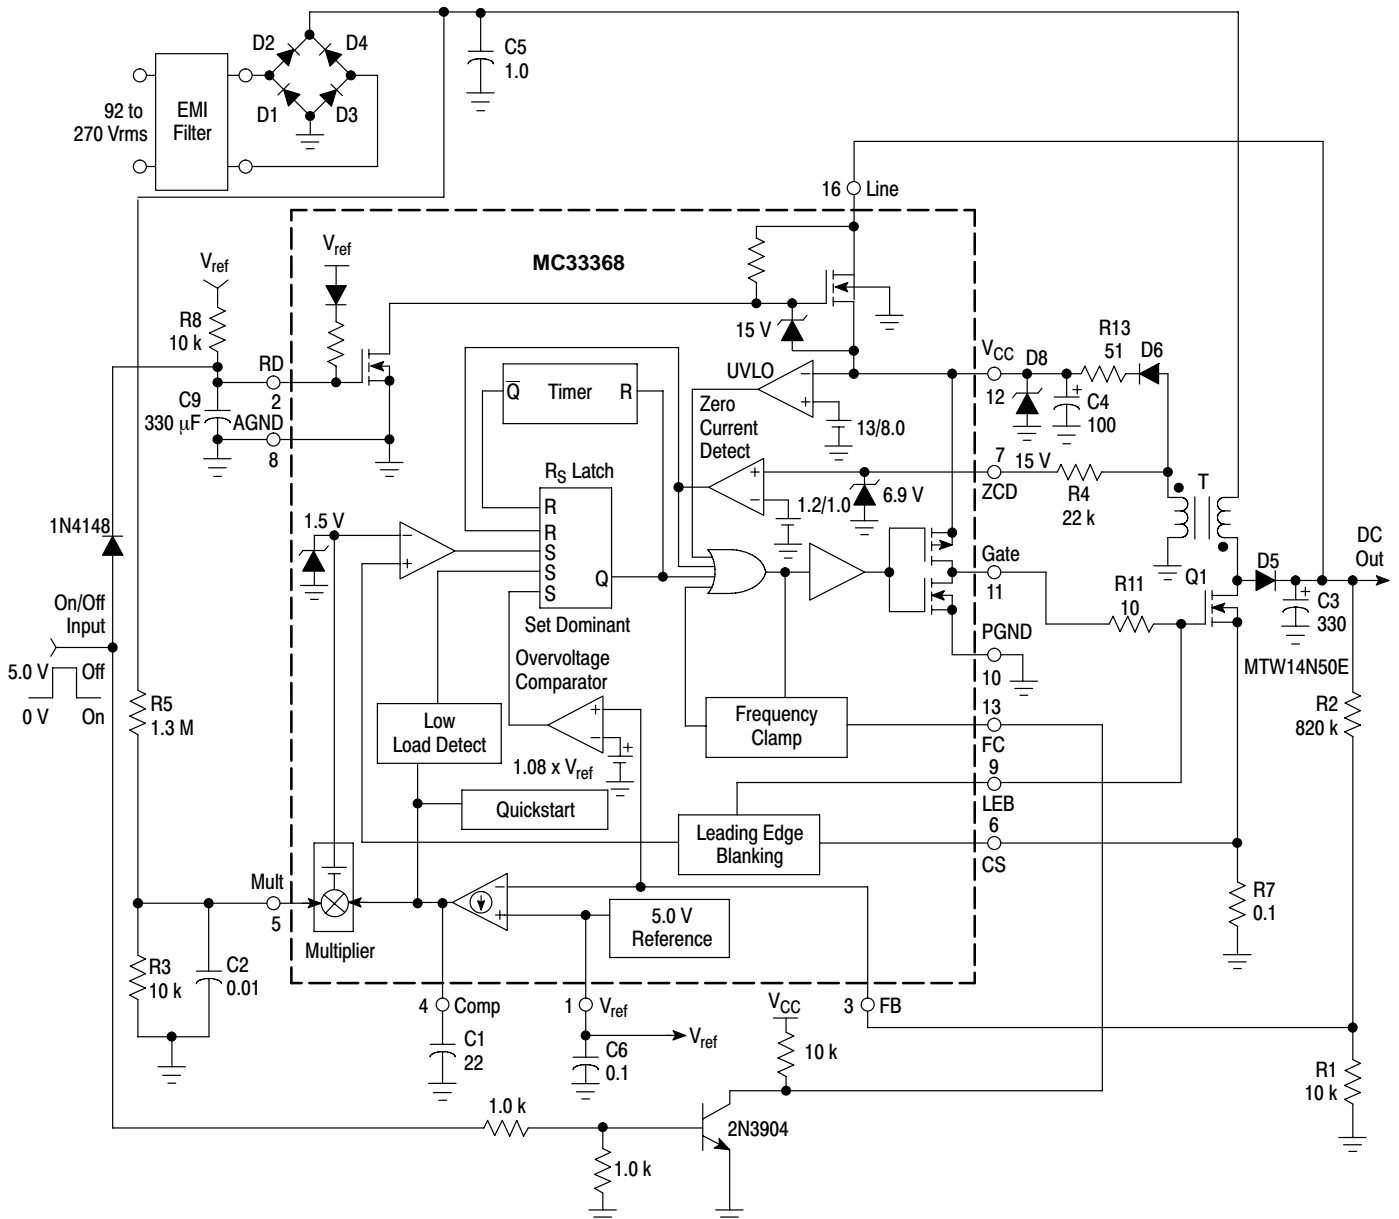 D2
D4
C5
1.0
92 to
270 Vrms
EMI
Filter
D1
D3
16
Line
MC33368
Vref
Vref
R8
10 k
RD
2
C9
330 µF
AGND
8
15 V
UVLO
VCC
12
D8
R13
51
D6
C4
100
Q̅
Timer
R
Zero
Current
Detect
13/8.0
7
15 V
ZCD
R4
22 k
T
RS Latch
6.9 V
1.2/1.0
1N4148
1.5 V
R
R
S
S
S
Q
Set Dominant
Gate
11
R11
10
Q1
D5
DC
Out
C3
330
On/Off
Input
5.0 V
Off
0 V
On
PGND
10
MTW14N50E
R5
1.3 M
Overvoltage
Comparator
Low
Load Detect
1.08 x Vref
Frequency
Clamp
13
FC
R2
820 k
9
LEB
Quickstart
Leading Edge
Blanking
6
CS
Mult
5
Multiplier
5.0 V
Reference
R7
0.1
R3
10 k
C2
0.01
4
Comp
1
Vref
3
FB
C1
22
C6
0.1
Vref
VCC
10 k
R1
10 k
1.0 k
2N3904
1.0 k